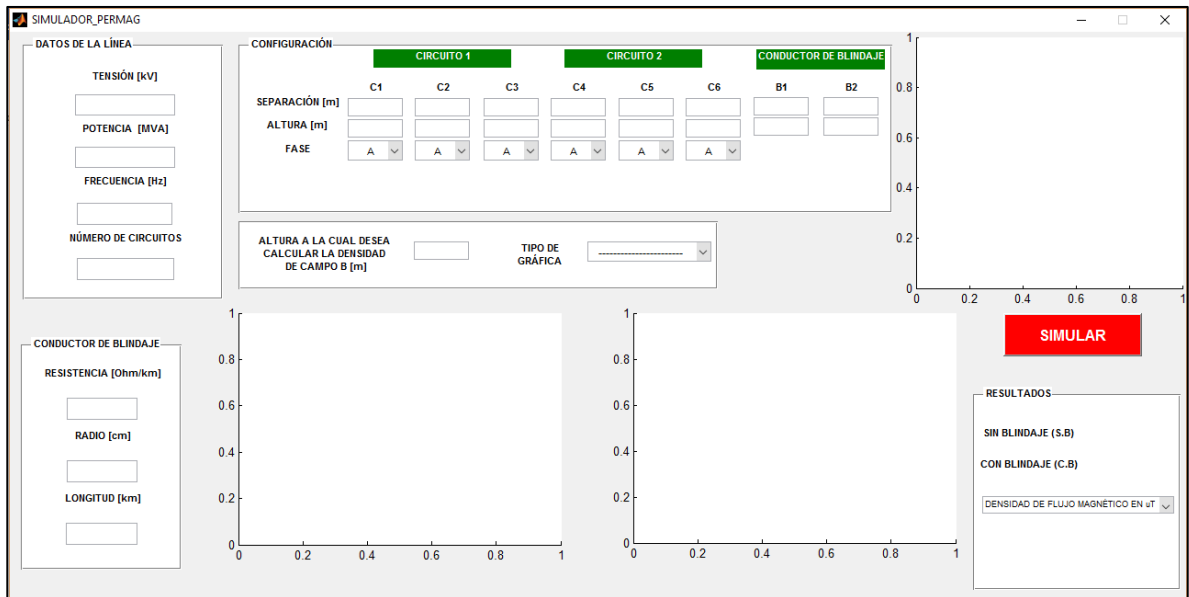 SIMULADOR_PERMAG
DATOS DE LA LÍNEA
TENSIÓN [kV]
POTENCIA [MVA]
FRECUENCIA [Hz]
NÚMERO DE CIRCUITOS
CONFIGURACIÓN
CIRCUITO 1
CIRCUITO 2
CONDUCTOR DE BLINDAJE
C1 C2 C3 C4 C5 C6 B1 B2
SEPARACIÓN [m]
ALTURA [m]
FASE A A A A A A
ALTURA A LA CUAL DESEA
CALCULAR LA DENSIDAD
DE CAMPO B [m]
TIPO DE
GRÁFICA
-----------------------
1
0.8
0.6
0.4
0.2
0
0 0.2 0.4 0.6 0.8 1
SIMULAR
CONDUCTOR DE BLINDAJE
RESISTENCIA [Ohm/km]
RADIO [cm]
LONGITUD [km]
1
0.8
0.6
0.4
0.2
0
0 0.2 0.4 0.6 0.8 1
1
0.8
0.6
0.4
0.2
0
0 0.2 0.4 0.6 0.8 1
RESULTADOS
SIN BLINDAJE (S.B)
CON BLINDAJE (C.B)
DENSIDAD DE FLUJO MAGNÉTICO EN uT